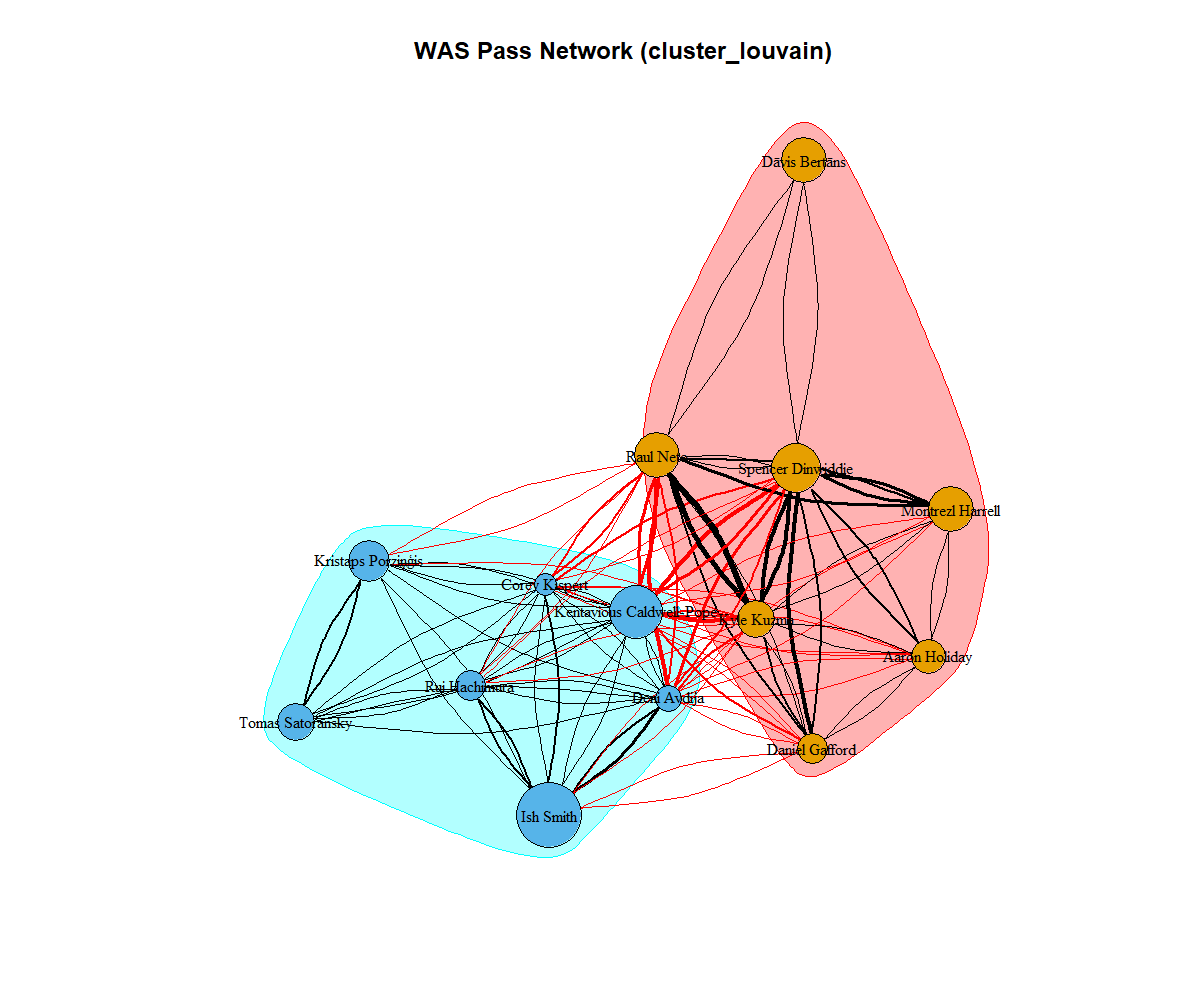 WAS Pass Network (cluster_louvain)
Dāvis Bertāns
Raul Neto
Spencer Dinwiddie
Montrezl Harrell
Kristaps Porziņģis
Corey Kispert
Kentavious Caldwell-Pope
Kyle Kuzma
Aaron Holiday
Rui Hachimura
Deni Avdija
Tomas Satoransky
Daniel Gafford
Ish Smith